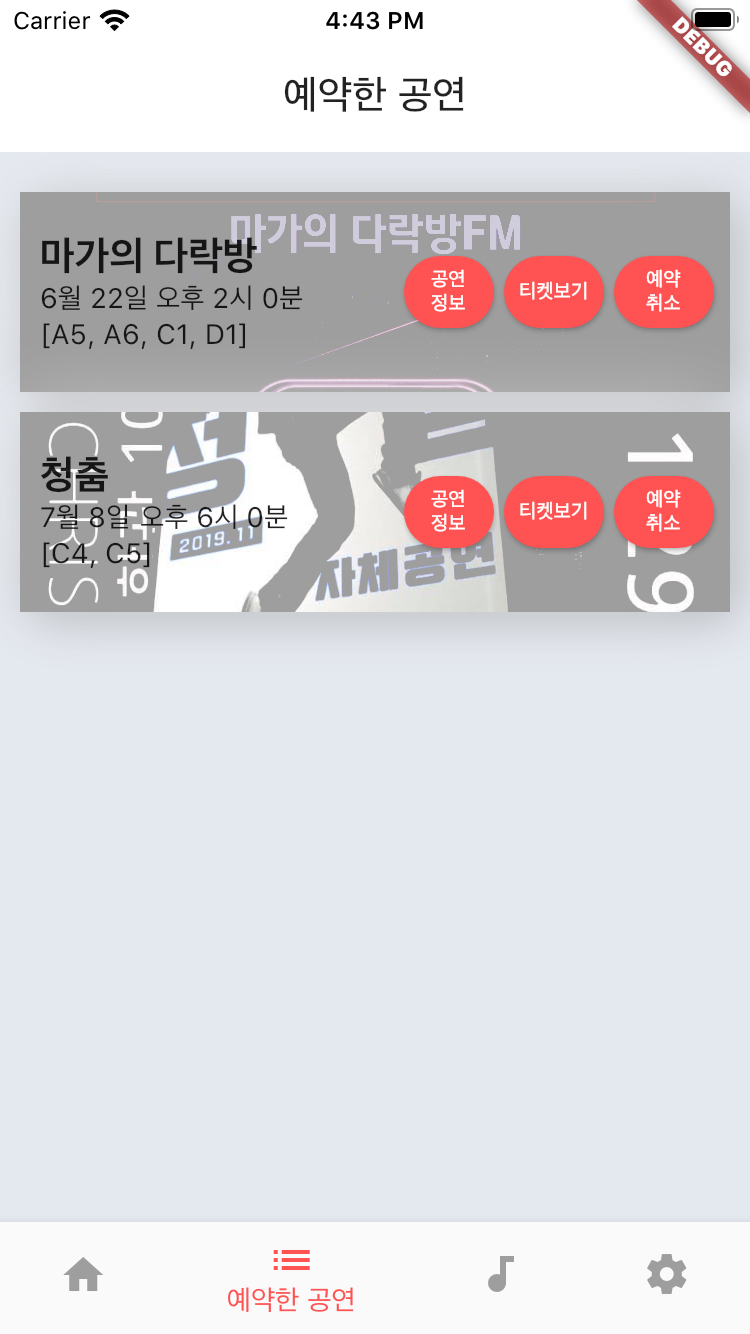 Carrier
4:43 PM
DEBUG
예약한 공연
마가의 다락방FM
마가의 다락방
6월 22일 오후 2시 0분
[A5, A6, C1, D1]
공연
정보
티켓보기
예약
취소
CHRIS
청춤
7월 8일 오후 6시 0분
[C4, C5]
2019.11
자체공연
공연
정보
티켓보기
예약
취소
예약한 공연